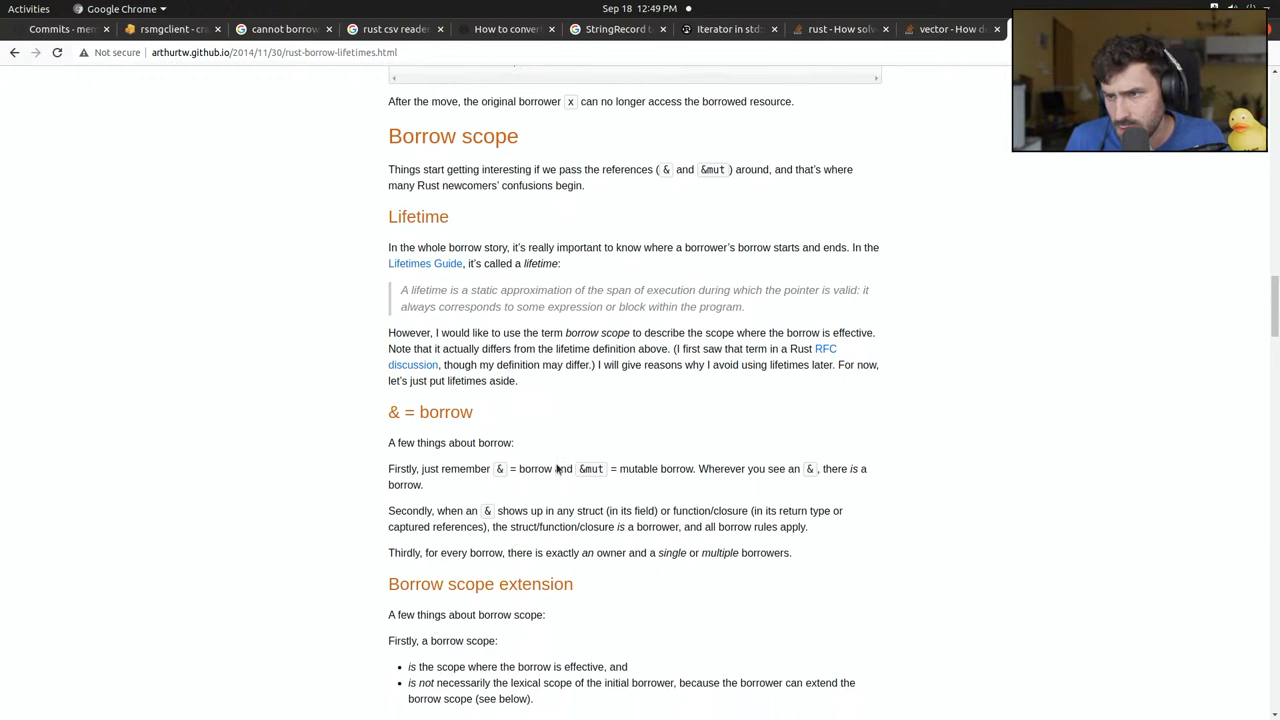 Activities
Google Chrome
Sep 18 12:49 PM
Commits · mem
rsmgclient - cra
cannot borrow
rust csv reader
How to convert
StringRecord t
Iterator in std::
rust - How solv
vector - How d
Not secure
arthurtw.github.io/2014/11/30/rust-borrow-lifetimes.html
After the move, the original borrower x can no longer access the borrowed resource.
Borrow scope
Things start getting interesting if we pass the references ( & and &mut ) around, and that's where
many Rust newcomers' confusions begin.
Lifetime
In the whole borrow story, it's really important to know where a borrower's borrow starts and ends. In the
Lifetimes Guide, it's called a lifetime:
A lifetime is a static approximation of the span of execution during which the pointer is valid: it
always corresponds to some expression or block within the program.
However, I would like to use the term borrow scope to describe the scope where the borrow is effective.
Note that it actually differs from the lifetime definition above. (I first saw that term in a Rust RFC
discussion, though my definition may differ.) I will give reasons why I avoid using lifetimes later. For now,
let's just put lifetimes aside.
& = borrow
A few things about borrow:
Firstly, just remember & = borrow and &mut = mutable borrow. Wherever you see an & , there is a
borrow.
Secondly, when an & shows up in any struct (in its field) or function/closure (in its return type or
captured references), the struct/function/closure is a borrower, and all borrow rules apply.
Thirdly, for every borrow, there is exactly an owner and a single or multiple borrowers.
Borrow scope extension
A few things about borrow scope:
Firstly, a borrow scope:
• is the scope where the borrow is effective, and
• is not necessarily the lexical scope of the initial borrower, because the borrower can extend the
borrow scope (see below).